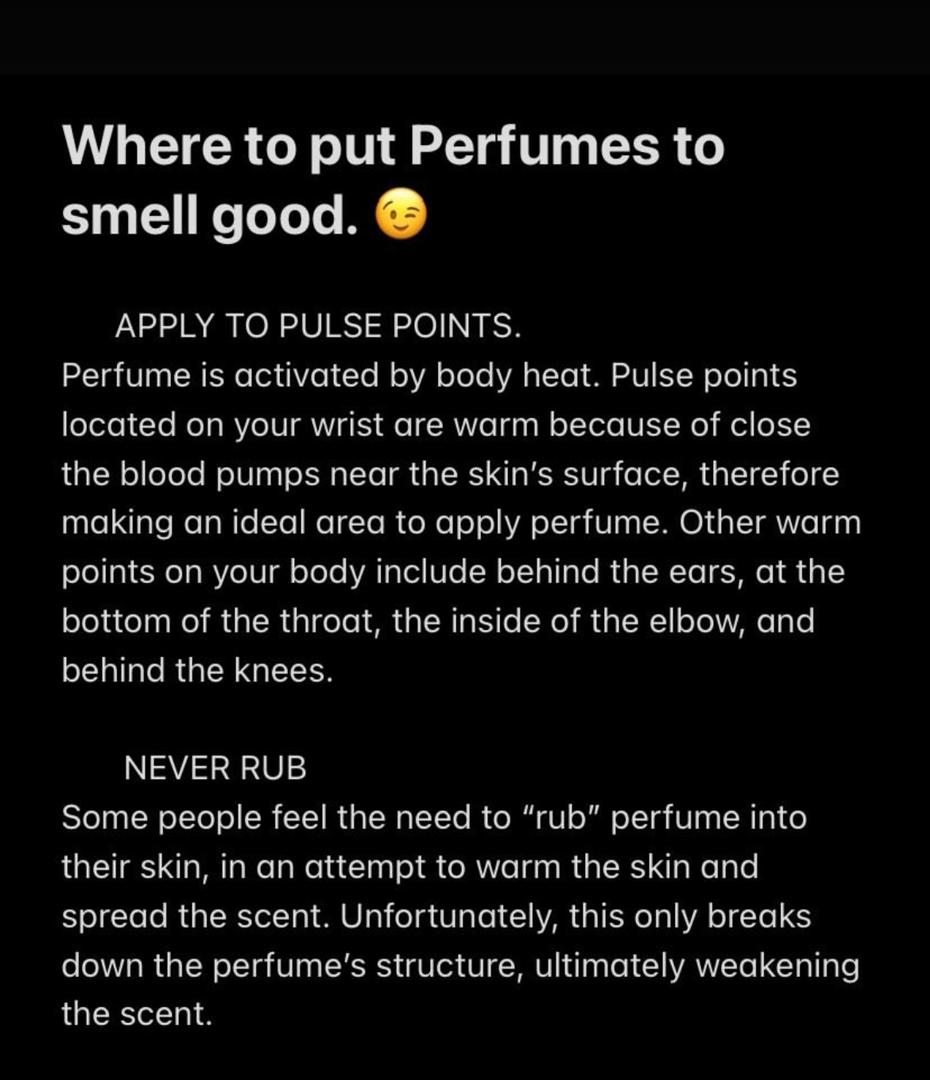 Where to put Perfumes to
smell good. 😉
APPLY TO PULSE POINTS.
Perfume is activated by body heat. Pulse points
located on your wrist are warm because of close
the blood pumps near the skin’s surface, therefore
making an ideal area to apply perfume. Other warm
points on your body include behind the ears, at the
bottom of the throat, the inside of the elbow, and
behind the knees.
NEVER RUB
Some people feel the need to “rub” perfume into
their skin, in an attempt to warm the skin and
spread the scent. Unfortunately, this only breaks
down the perfume’s structure, ultimately weakening
the scent.